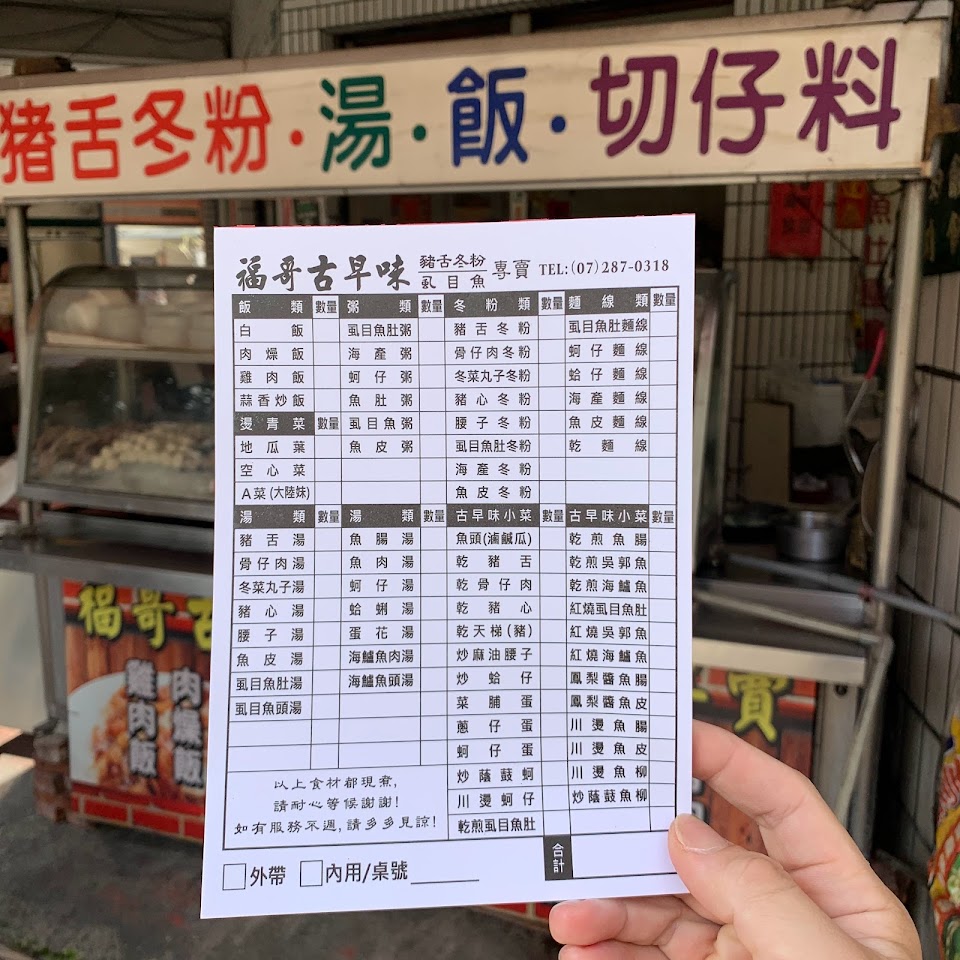 豬舌冬粉·湯·飯·切仔料
福哥古早味 豬舌冬粉 虱目魚 專賣 TEL:(07)287-0318
飯類 數量 粥類 數量 冬粉類 數量 麵線類 數量
白飯 虱目魚肚粥 豬舌冬粉 虱目魚肚麵線
肉燥飯 海產粥 骨仔肉冬粉 蚵仔麵線
雞肉飯 蚵仔粥 冬菜丸子冬粉 蛤仔麵線
蒜香炒飯 魚肚粥 豬心冬粉 海產麵線
燙青菜 數量 虱目魚粥 腰子冬粉 魚皮麵線
地瓜葉 魚皮粥 虱目魚肚冬粉 乾麵線
空心菜 海產冬粉
A菜(大陸妹) 魚皮冬粉
湯類 數量 湯類 數量 古早味小菜 數量 古早味小菜 數量
豬舌湯 魚腸湯 魚頭(滷鹹瓜) 乾煎魚腸
骨仔肉湯 魚肉湯 乾豬舌 乾煎吳郭魚
冬菜丸子湯 蚵仔湯 乾骨仔肉 乾煎海鱸魚
豬心湯 蛤蜊湯 乾豬心 紅燒虱目魚肚
腰子湯 蛋花湯 乾天梯(豬) 紅燒吳郭魚
魚皮湯 海鱸魚肉湯 炒麻油腰子 紅燒海鱸魚
虱目魚肚湯 海鱸魚頭湯 炒蛤仔 鳳梨醬魚腸
虱目魚頭湯 菜脯蛋 鳳梨醬魚皮
蔥仔蛋 川燙魚腸
蚵仔蛋 川燙魚皮
炒蔭鼓蚵 川燙魚柳
川燙蚵仔 炒蔭鼓魚柳
乾煎虱目魚肚
以上食材都現煮,
請耐心等候謝謝!
如有服務不週,請多多見諒!
合計
外帶 內用/桌號
福哥古
雞肉飯 肉燥飯
賣